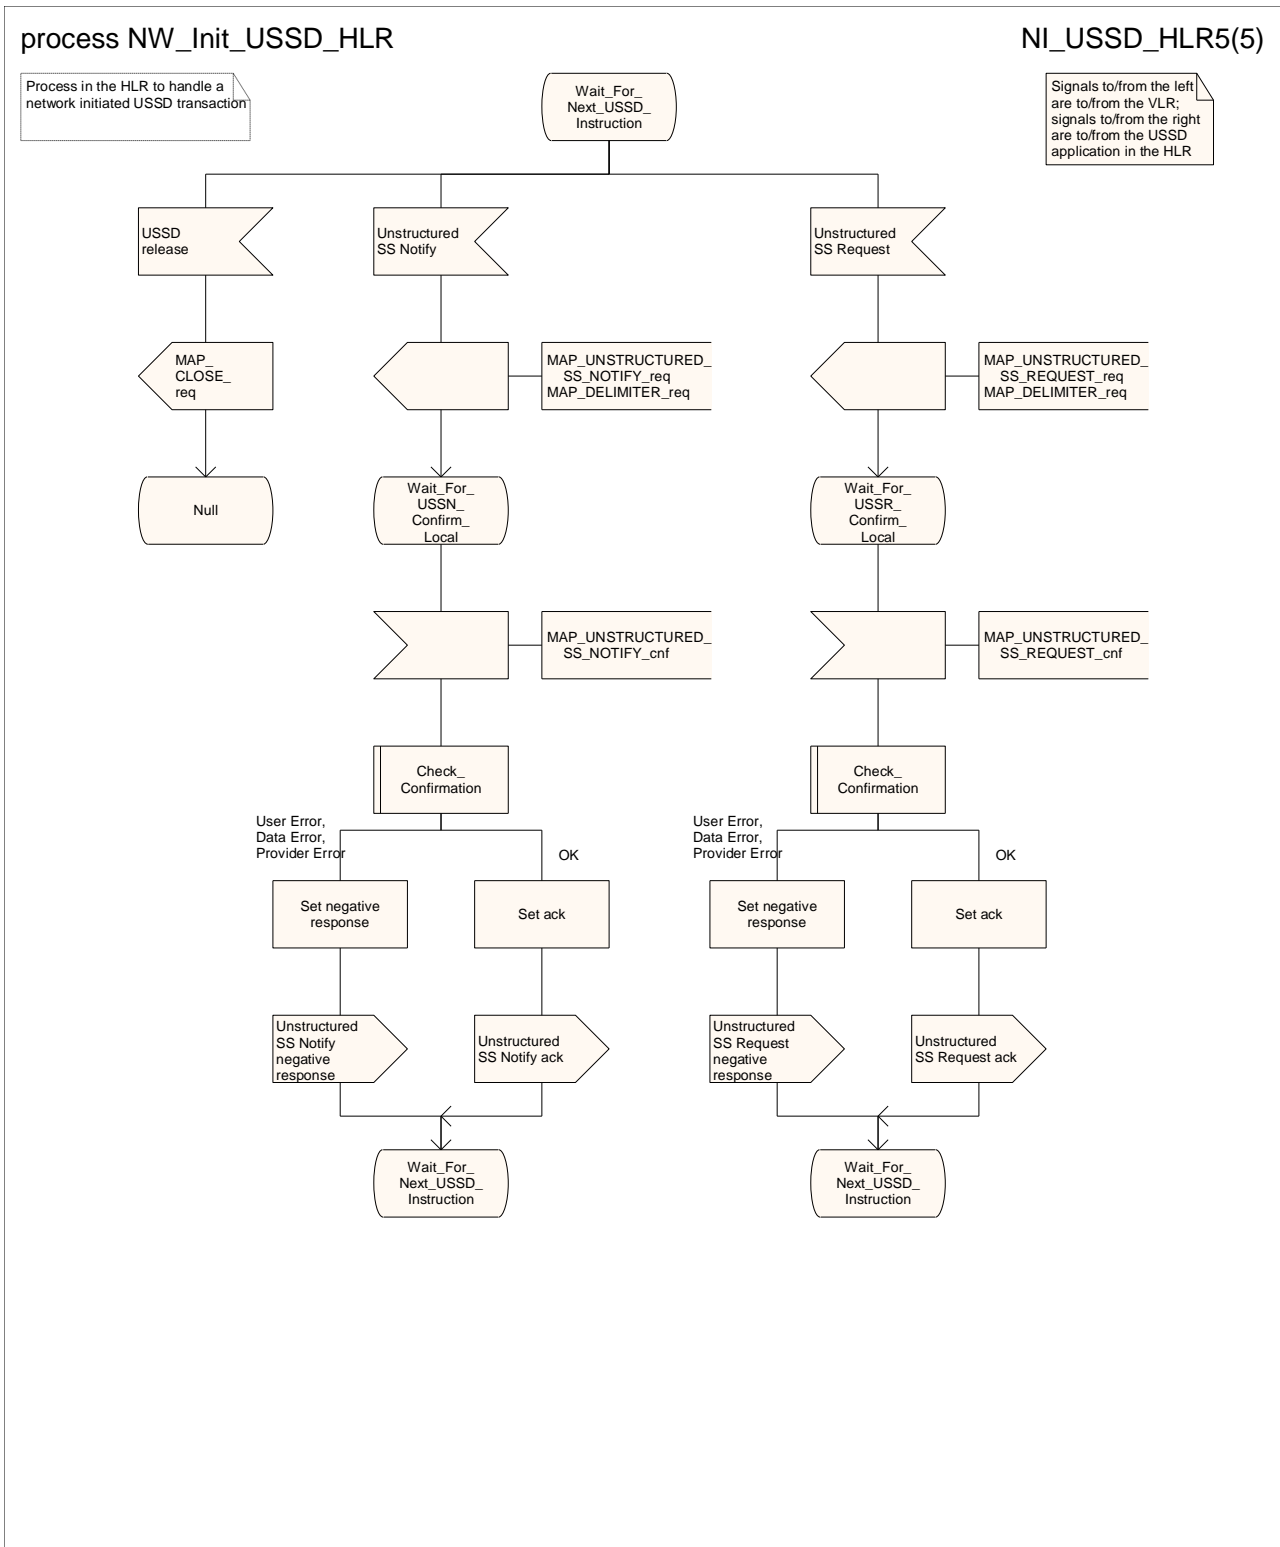 process NW_Init_USSD_HLR
NI_USSD_HLR5(5)
Process in the HLR to handle a
network initiated USSD transaction
Wait_For_
Next_USSD_
Instruction
Signals to/from the left
are to/from the VLR;
signals to/from the right
are to/from the USSD
application in the HLR
USSD
release
Unstructured
SS Notify
Unstructured
SS Request
MAP_
CLOSE_
req
MAP_UNSTRUCTURED_
SS_NOTIFY_req
MAP_DELIMITER_req
MAP_UNSTRUCTURED_
SS_REQUEST_req
MAP_DELIMITER_req
Null
Wait_For_
USSN_
Confirm_
Local
Wait_For_
USSR_
Confirm_
Local
MAP_UNSTRUCTURED_
SS_NOTIFY_cnf
MAP_UNSTRUCTURED_
SS_REQUEST_cnf
Check_
Confirmation
Check_
Confirmation
User Error,
Data Error,
Provider Error
OK
User Error,
Data Error,
Provider Error
OK
Set negative
response
Set ack
Set negative
response
Set ack
Unstructured
SS Notify
negative
response
Unstructured
SS Notify ack
Unstructured
SS Request
negative
response
Unstructured
SS Request ack
Wait_For_
Next_USSD_
Instruction
Wait_For_
Next_USSD_
Instruction